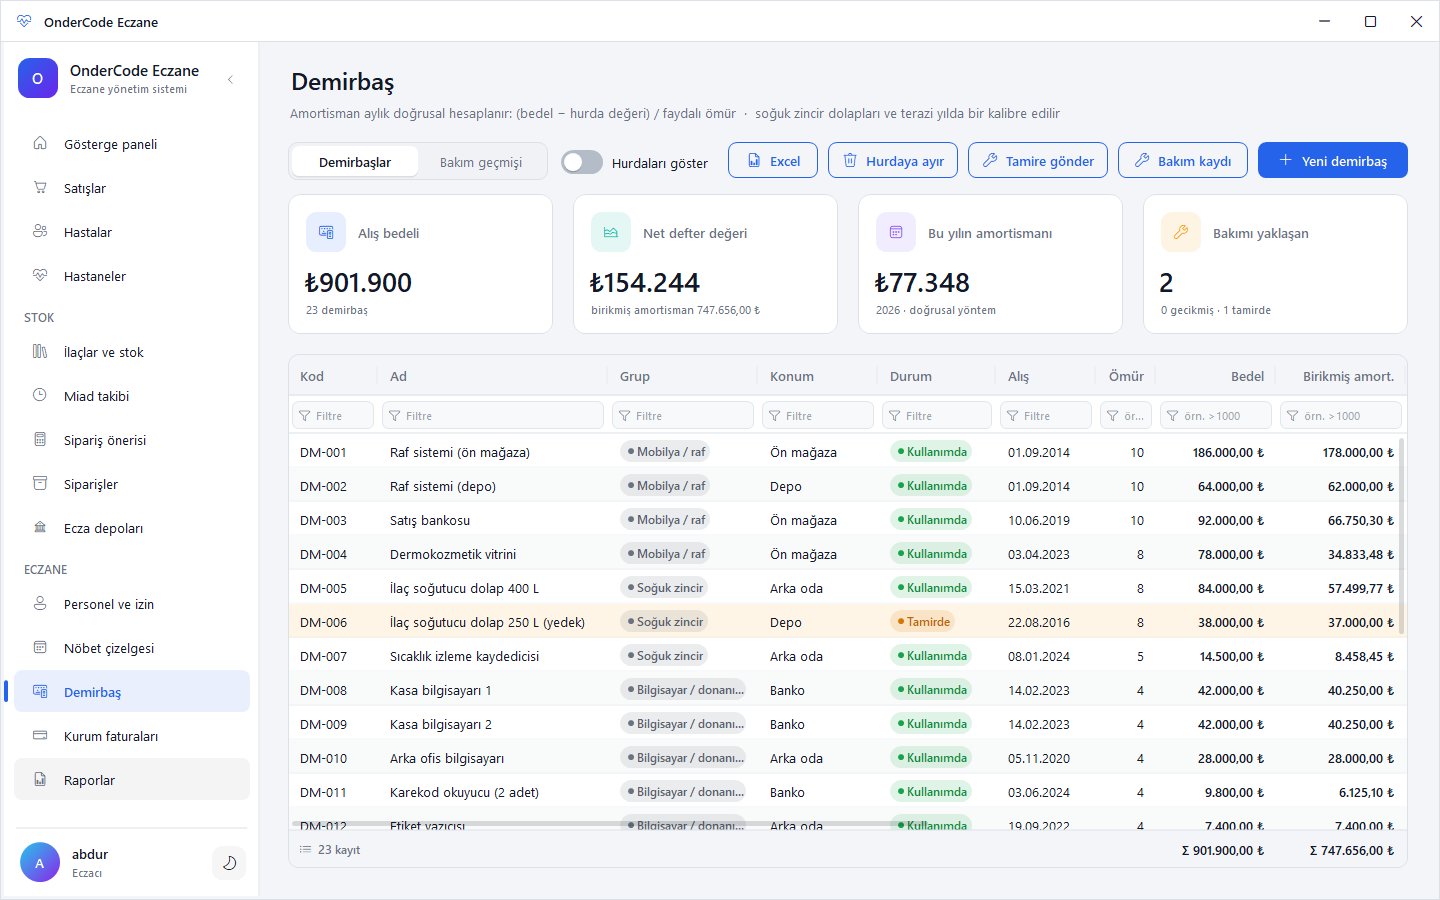 OnderCode Eczane
O
OnderCode Eczane
Eczane yönetim sistemi
Gösterge paneli
Satışlar
Hastalar
Hastaneler
STOK
İlaçlar ve stok
Miad takibi
Sipariş önerisi
Siparişler
Ecza depoları
ECZANE
Personel ve izin
Nöbet çizelgesi
Demirbaş
Kurum faturaları
Raporlar
A
abdur
Eczacı
Demirbaş
Amortisman aylık doğrusal hesaplanır: (bedel − hurda değeri) / faydalı ömür · soğuk zincir dolapları ve terazi yılda bir kalibre edilir
Demirbaşlar Bakım geçmişi Hurdaları göster Excel Hurdaya ayır Tamire gönder Bakım kaydı Yeni demirbaş
Alış bedeli
₺901.900
23 demirbaş
Net defter değeri
₺154.244
birikmiş amortisman 747.656,00 ₺
Bu yılın amortismanı
₺77.348
2026 · doğrusal yöntem
Bakımı yaklaşan
2
0 gecikmiş · 1 tamirde
Kod Ad Grup Konum Durum Alış Ömür Bedel Birikmiş amort.
Filtre Filtre Filtre Filtre Filtre Filtre ör... örn. >1000 örn. >1000
DM-001 Raf sistemi (ön mağaza) Mobilya / raf Ön mağaza Kullanımda 01.09.2014 10 186.000,00 ₺ 178.000,00 ₺
DM-002 Raf sistemi (depo) Mobilya / raf Depo Kullanımda 01.09.2014 10 64.000,00 ₺ 62.000,00 ₺
DM-003 Satış bankosu Mobilya / raf Ön mağaza Kullanımda 10.06.2019 10 92.000,00 ₺ 66.750,30 ₺
DM-004 Dermokozmetik vitrini Mobilya / raf Ön mağaza Kullanımda 03.04.2023 8 78.000,00 ₺ 34.833,48 ₺
DM-005 İlaç soğutucu dolap 400 L Soğuk zincir Arka oda Kullanımda 15.03.2021 8 84.000,00 ₺ 57.499,77 ₺
DM-006 İlaç soğutucu dolap 250 L (yedek) Soğuk zincir Depo Tamirde 22.08.2016 8 38.000,00 ₺ 37.000,00 ₺
DM-007 Sıcaklık izleme kaydedicisi Soğuk zincir Arka oda Kullanımda 08.01.2024 5 14.500,00 ₺ 8.458,45 ₺
DM-008 Kasa bilgisayarı 1 Bilgisayar / donanı... Banko Kullanımda 14.02.2023 4 42.000,00 ₺ 40.250,00 ₺
DM-009 Kasa bilgisayarı 2 Bilgisayar / donanı... Banko Kullanımda 14.02.2023 4 42.000,00 ₺ 40.250,00 ₺
DM-010 Arka ofis bilgisayarı Bilgisayar / donanı... Arka oda Kullanımda 05.11.2020 4 28.000,00 ₺ 28.000,00 ₺
DM-011 Karekod okuyucu (2 adet) Bilgisayar / donanı... Banko Kullanımda 03.06.2024 4 9.800,00 ₺ 6.125,10 ₺
DM-012 Etiket yazıcısı Bilgisayar / donanı... Arka oda Kullanımda 19.09.2022 4 7.400,00 ₺ 7.400,00 ₺
23 kayıt Σ 901.900,00 ₺ Σ 747.656,00 ₺